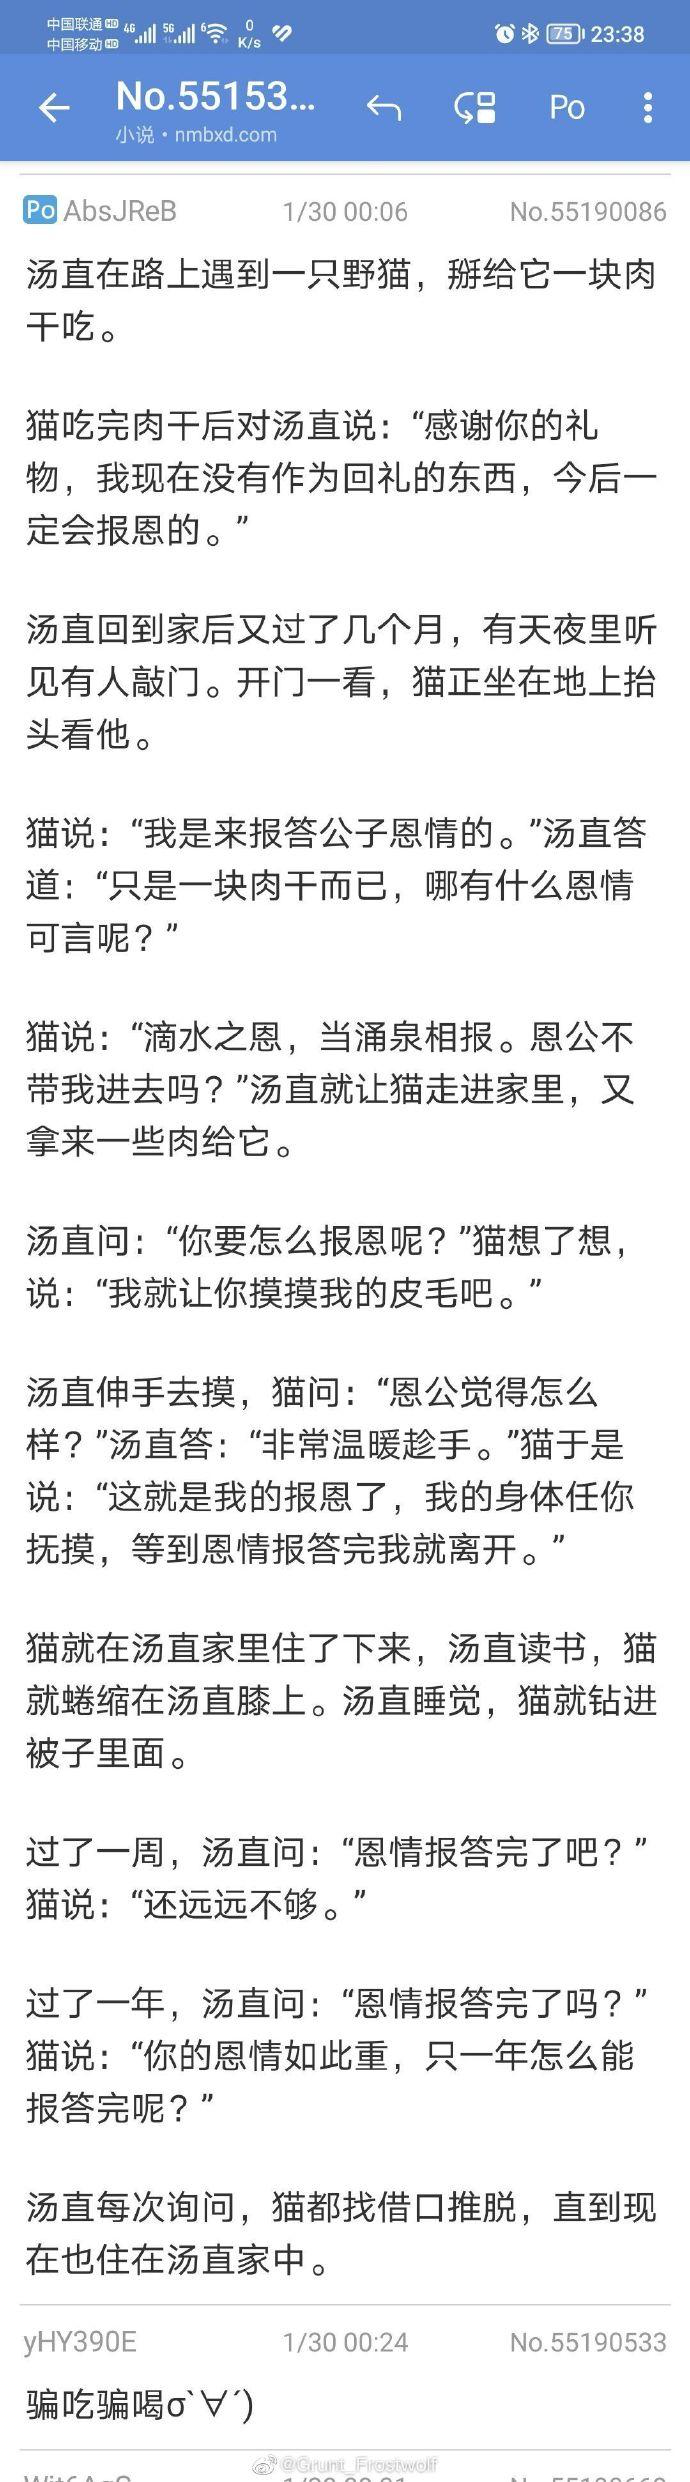 中国联通HD 4G 5G 6 0 75 23:38
中国移动HD K/s
No.55153... Po
小说·nmbxd.com
Po AbsJReB 1/30 00:06 No.55190086
汤直在路上遇到一只野猫，掰给它一块肉
干吃。
猫吃完肉干后对汤直说：“感谢你的礼
物，我现在没有作为回礼的东西，今后一
定会报恩的。”
汤直回到家后又过了几个月，有天夜里听
见有人敲门。开门一看，猫正坐在地上抬
头看他。
猫说：“我是来报答公子恩情的。”汤直答
道：“只是一块肉干而已，哪有什么恩情
可言呢？”
猫说：“滴水之恩，当涌泉相报。恩公不
带我进去吗？”汤直就让猫走进家里，又
拿来一些肉给它。
汤直问：“你要怎么报恩呢？”猫想了想，
说：“我就让你摸摸我的皮毛吧。”
汤直伸手去摸，猫问：“恩公觉得怎么
样？”汤直答：“非常温暖趁手。”猫于是
说：“这就是我的报恩了，我的身体任你
抚摸，等到恩情报答完我就离开。”
猫就在汤直家里住了下来，汤直读书，猫
就蜷缩在汤直膝上。汤直睡觉，猫就钻进
被子里面。
过了一周，汤直问：“恩情报答完了吧？”
猫说：“还远远不够。”
过了一年，汤直问：“恩情报答完了吗？”
猫说：“你的恩情如此重，只一年怎么能
报答完呢？”
汤直每次询问，猫都找借口推脱，直到现
在也住在汤直家中。
yHY390E 1/30 00:24 No.55190533
骗吃骗喝σ`∀´)
@Grunt_Frostwolf